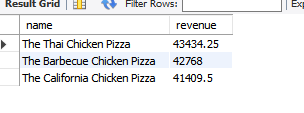 Result Grid Filter Rows:
name revenue
The Thai Chicken Pizza 43434.25
The Barbecue Chicken Pizza 42768
The California Chicken Pizza 41409.5